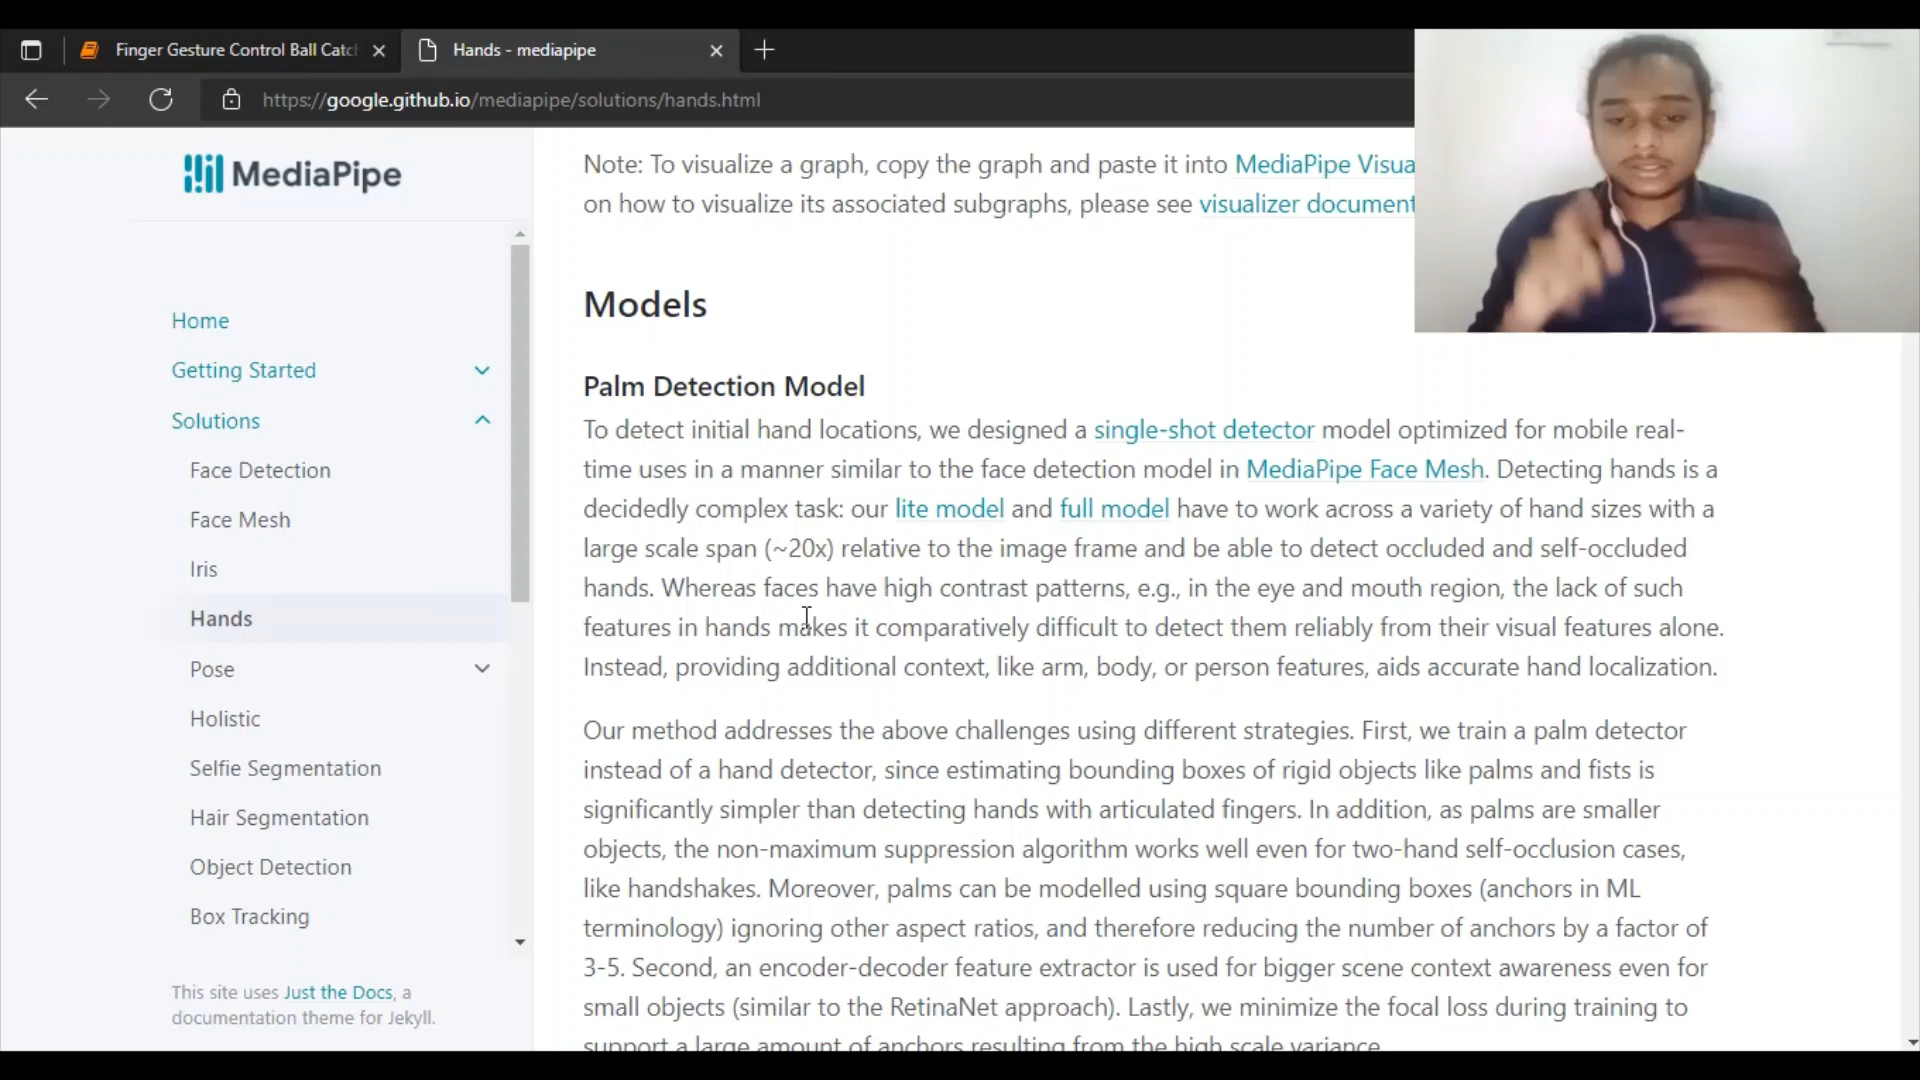 Finger Gesture Control Ball Catc
Hands - mediapipe
https://google.github.io/mediapipe/solutions/hands.html
MediaPipe
Home
Getting Started
Solutions
Face Detection
Face Mesh
Iris
Hands
Pose
Holistic
Selfie Segmentation
Hair Segmentation
Object Detection
Box Tracking
This site uses Just the Docs, a
documentation theme for Jekyll.
Note: To visualize a graph, copy the graph and paste it into MediaPipe Visua
on how to visualize its associated subgraphs, please see visualizer document
Models
Palm Detection Model
To detect initial hand locations, we designed a single-shot detector model optimized for mobile real-
time uses in a manner similar to the face detection model in MediaPipe Face Mesh. Detecting hands is a
decidedly complex task: our lite model and full model have to work across a variety of hand sizes with a
large scale span (~20x) relative to the image frame and be able to detect occluded and self-occluded
hands. Whereas faces have high contrast patterns, e.g., in the eye and mouth region, the lack of such
features in hands makes it comparatively difficult to detect them reliably from their visual features alone.
Instead, providing additional context, like arm, body, or person features, aids accurate hand localization.
Our method addresses the above challenges using different strategies. First, we train a palm detector
instead of a hand detector, since estimating bounding boxes of rigid objects like palms and fists is
significantly simpler than detecting hands with articulated fingers. In addition, as palms are smaller
objects, the non-maximum suppression algorithm works well even for two-hand self-occlusion cases,
like handshakes. Moreover, palms can be modelled using square bounding boxes (anchors in ML
terminology) ignoring other aspect ratios, and therefore reducing the number of anchors by a factor of
3-5. Second, an encoder-decoder feature extractor is used for bigger scene context awareness even for
small objects (similar to the RetinaNet approach). Lastly, we minimize the focal loss during training to
support a large amount of anchors resulting from the high scale variance.